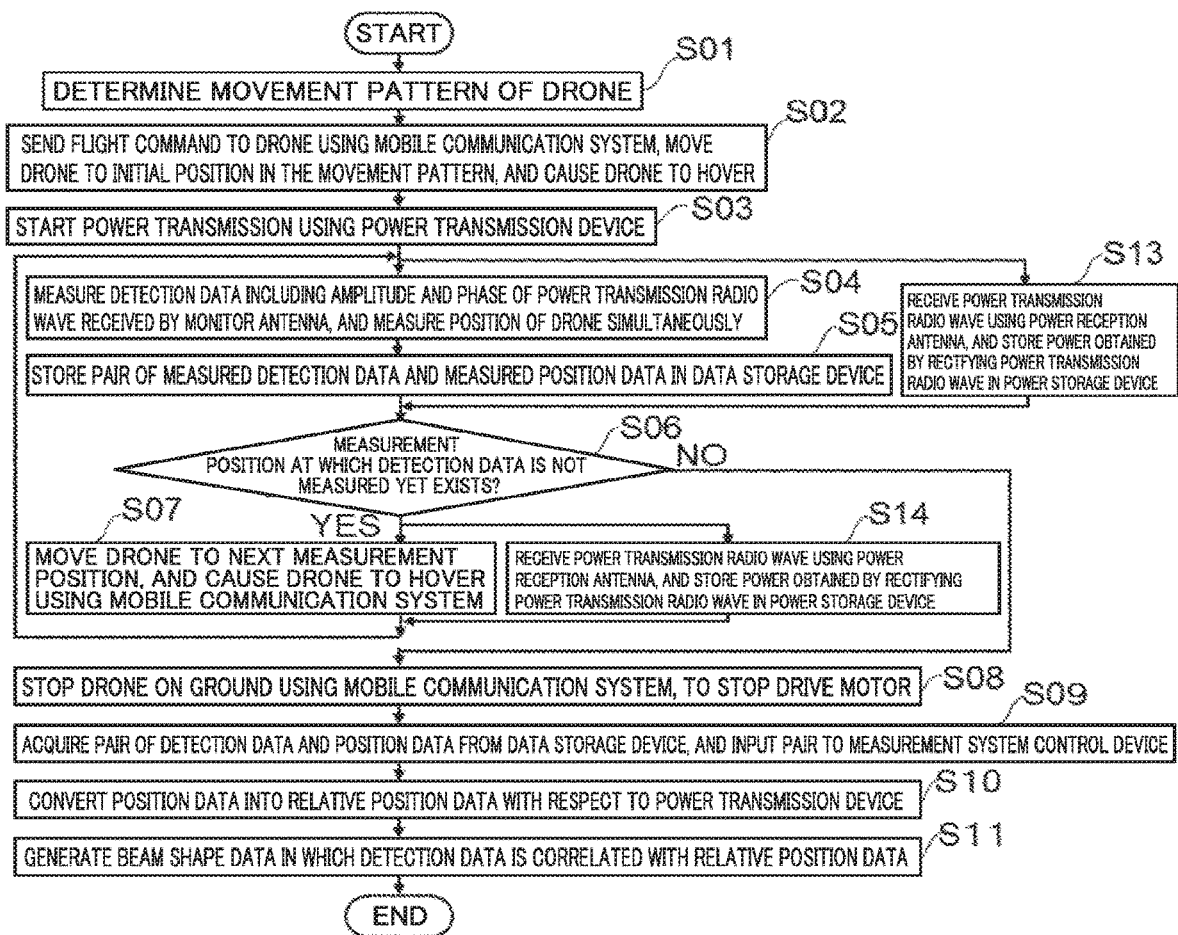 START
S01
DETERMINE MOVEMENT PATTERN OF DRONE
S02
SEND FLIGHT COMMAND TO DRONE USING MOBILE COMMUNICATION SYSTEM, MOVE
DRONE TO INITIAL POSITION IN THE MOVEMENT PATTERN, AND CAUSE DRONE TO HOVER
S03
START POWER TRANSMISSION USING POWER TRANSMISSION DEVICE
S04
MEASURE DETECTION DATA INCLUDING AMPLITUDE AND PHASE OF POWER TRANSMISSION RADIO
WAVE RECEIVED BY MONITOR ANTENNA, AND MEASURE POSITION OF DRONE SIMULTANEOUSLY
S13
RECEIVE POWER TRANSMISSION
RADIO WAVE USING POWER RECEPTION
ANTENNA, AND STORE POWER OBTAINED
BY RECTFYING POWER TRANSMISSION
RADIO WAVE IN POWER STORAGE DEVICE
S05
STORE PAIR OF MEASURED DETECTION DATA AND MEASURED POSITION DATA IN DATA STORAGE DEVICE
S06
MEASUREMENT
POSITION AT WHICH DETECTION DATA IS NOT
MEASURED YET EXISTS?
NO
YES
S07
MOVE DRONE TO NEXT MEASUREMENT
POSITION, AND CAUSE DRONE TO HOVER
USING MOBILE COMMUNICATION SYSTEM
S14
RECEIVE POWER TRANSMISSION RADIO WAVE USING POWER
RECEPTION ANTENNA, AND STORE POWER OBTAINED BY RECTIFYING
POWER TRANSMISSION RADIO WAVE IN POWER STORAGE DEVICE
STOP DRONE ON GROUND USING MOBILE COMMUNICATION SYSTEM, TO STOP DRIVE MOTOR
S08
S09
ACQUIRE PAIR OF DETECTION DATA AND POSITION DATA FROM DATA STORAGE DEVICE, AND INPUT PAIR TO MEASUREMENT SYSTEM CONTROL DEVICE
S10
CONVERT POSITION DATA INTO RELATIVE POSITION DATA WITH RESPECT TO POWER TRANSMISSION DEVICE
S11
GENERATE BEAM SHAPE DATA IN WHICH DETECTION DATA IS CORRELATED WITH RELATIVE POSITION DATA
END